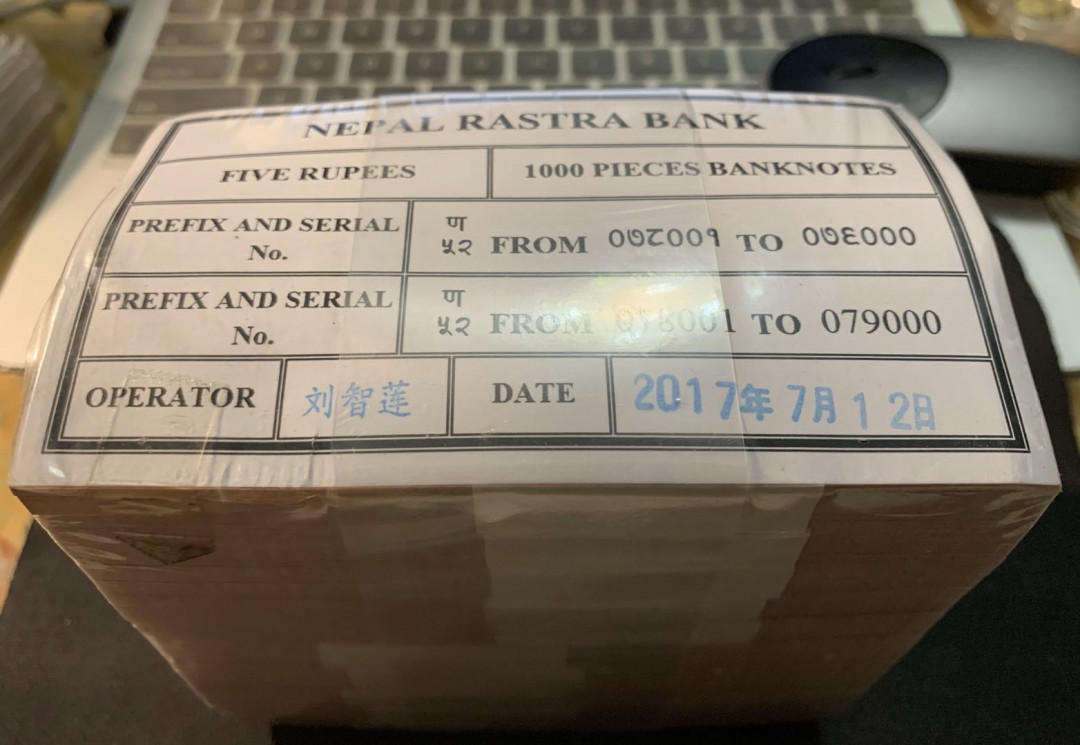 NEPAL RASTRA BANK
FIVE RUPEES 1000 PIECES BANKNOTES
PREFIX AND SERIAL No. ण ५२ FROM ०७८००१ TO ०७९०००
PREFIX AND SERIAL No. ण ५२ FROM 078001 TO 079000
OPERATOR 刘智莲 DATE 2017年7月12日